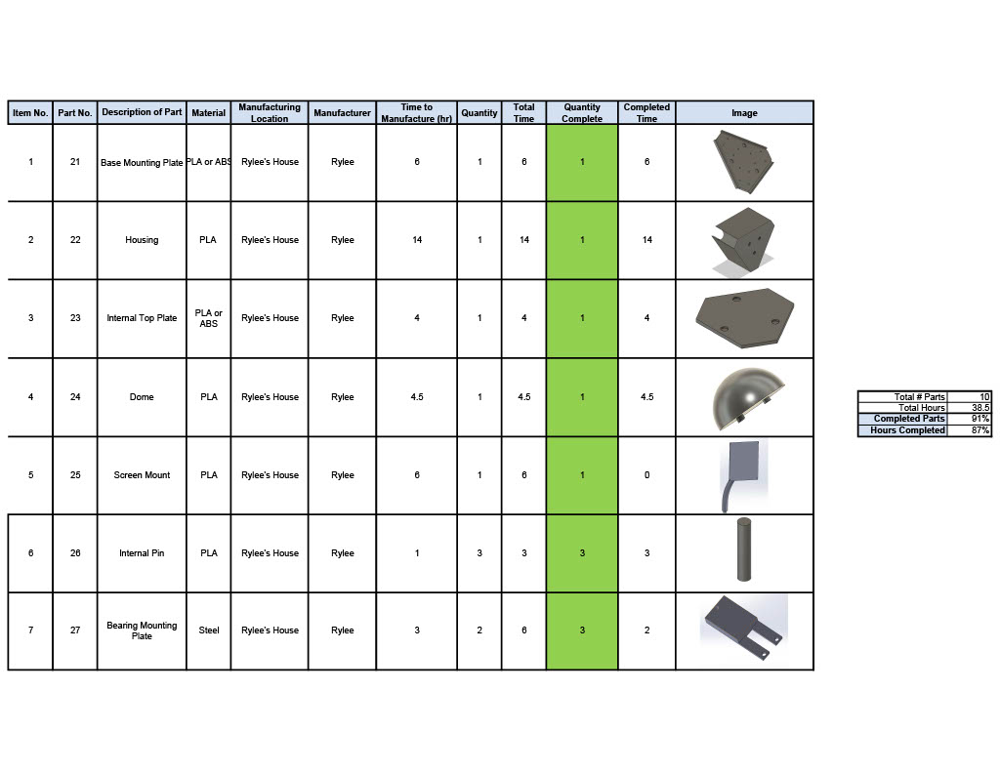 Item No. Part No. Description of Part Material Manufacturing Location Manufacturer Time to Manufacture (hr) Quantity Total Time Quantity Complete Completed Time Image
1 21 Base Mounting Plate PLA or ABS Rylee's House Rylee 6 1 6 1 6
2 22 Housing PLA Rylee's House Rylee 14 1 14 1 14
3 23 Internal Top Plate PLA or ABS Rylee's House Rylee 4 1 4 1 4
4 24 Dome PLA Rylee's House Rylee 4.5 1 4.5 1 4.5
5 25 Screen Mount PLA Rylee's House Rylee 6 1 6 1 0
6 26 Internal Pin PLA Rylee's House Rylee 1 3 3 3 3
7 27 Bearing Mounting Plate Steel Rylee's House Rylee 3 2 6 3 2
Total # Parts 10
Total Hours 38.5
Completed Parts 91%
Hours Completed 87%